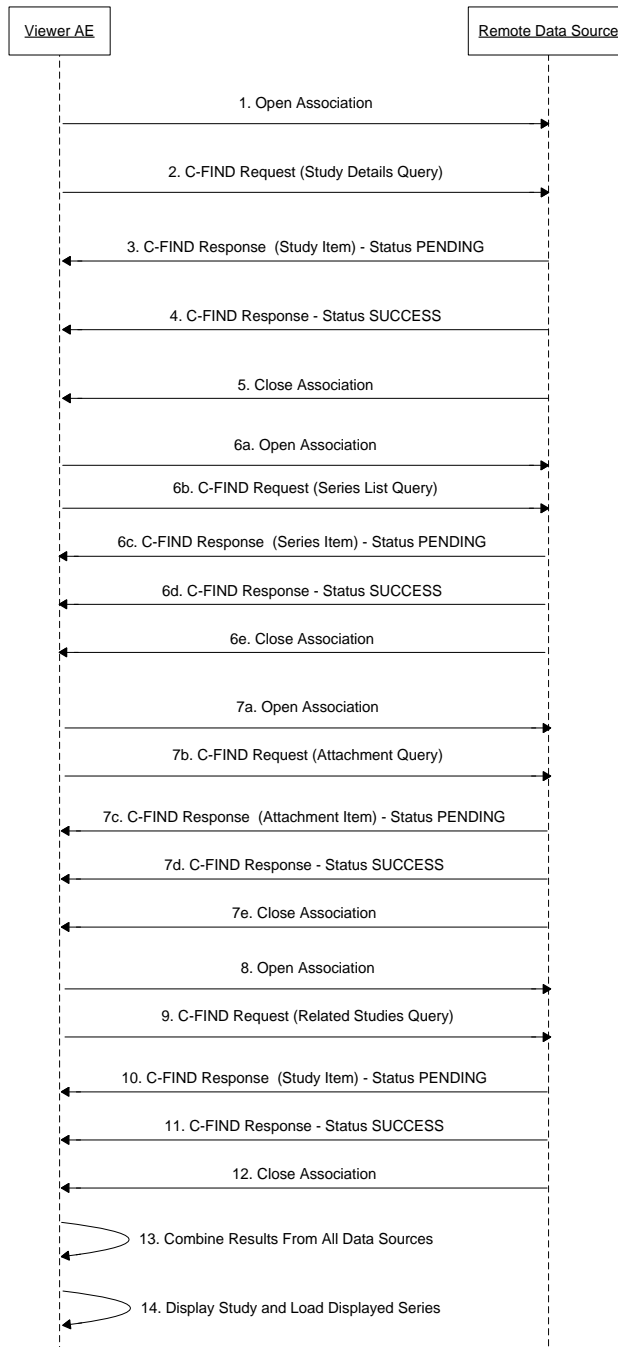 Viewer AE
Remote Data Source
1. Open Association
2. C-FIND Request (Study Details Query)
3. C-FIND Response  (Study Item) - Status PENDING
4. C-FIND Response - Status SUCCESS
5. Close Association
6a. Open Association
6b. C-FIND Request (Series List Query)
6c. C-FIND Response  (Series Item) - Status PENDING
6d. C-FIND Response - Status SUCCESS
6e. Close Association
7a. Open Association
7b. C-FIND Request (Attachment Query)
7c. C-FIND Response  (Attachment Item) - Status PENDING
7d. C-FIND Response - Status SUCCESS
7e. Close Association
8. Open Association
9. C-FIND Request (Related Studies Query)
10. C-FIND Response  (Study Item) - Status PENDING
11. C-FIND Response - Status SUCCESS
12. Close Association
13. Combine Results From All Data Sources
14. Display Study and Load Displayed Series